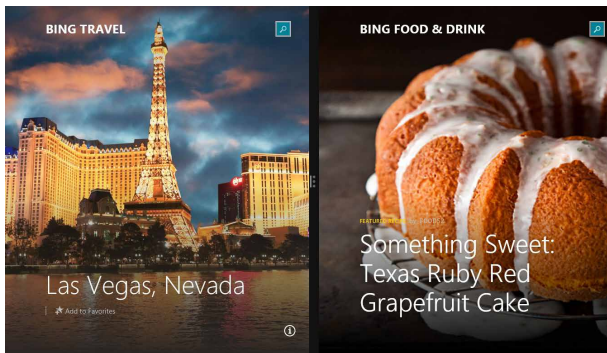 BING TRAVEL
Las Vegas, Nevada
Add to Favorites
BING FOOD & DRINK
Something Sweet:
Texas Ruby Red
Grapefruit Cake